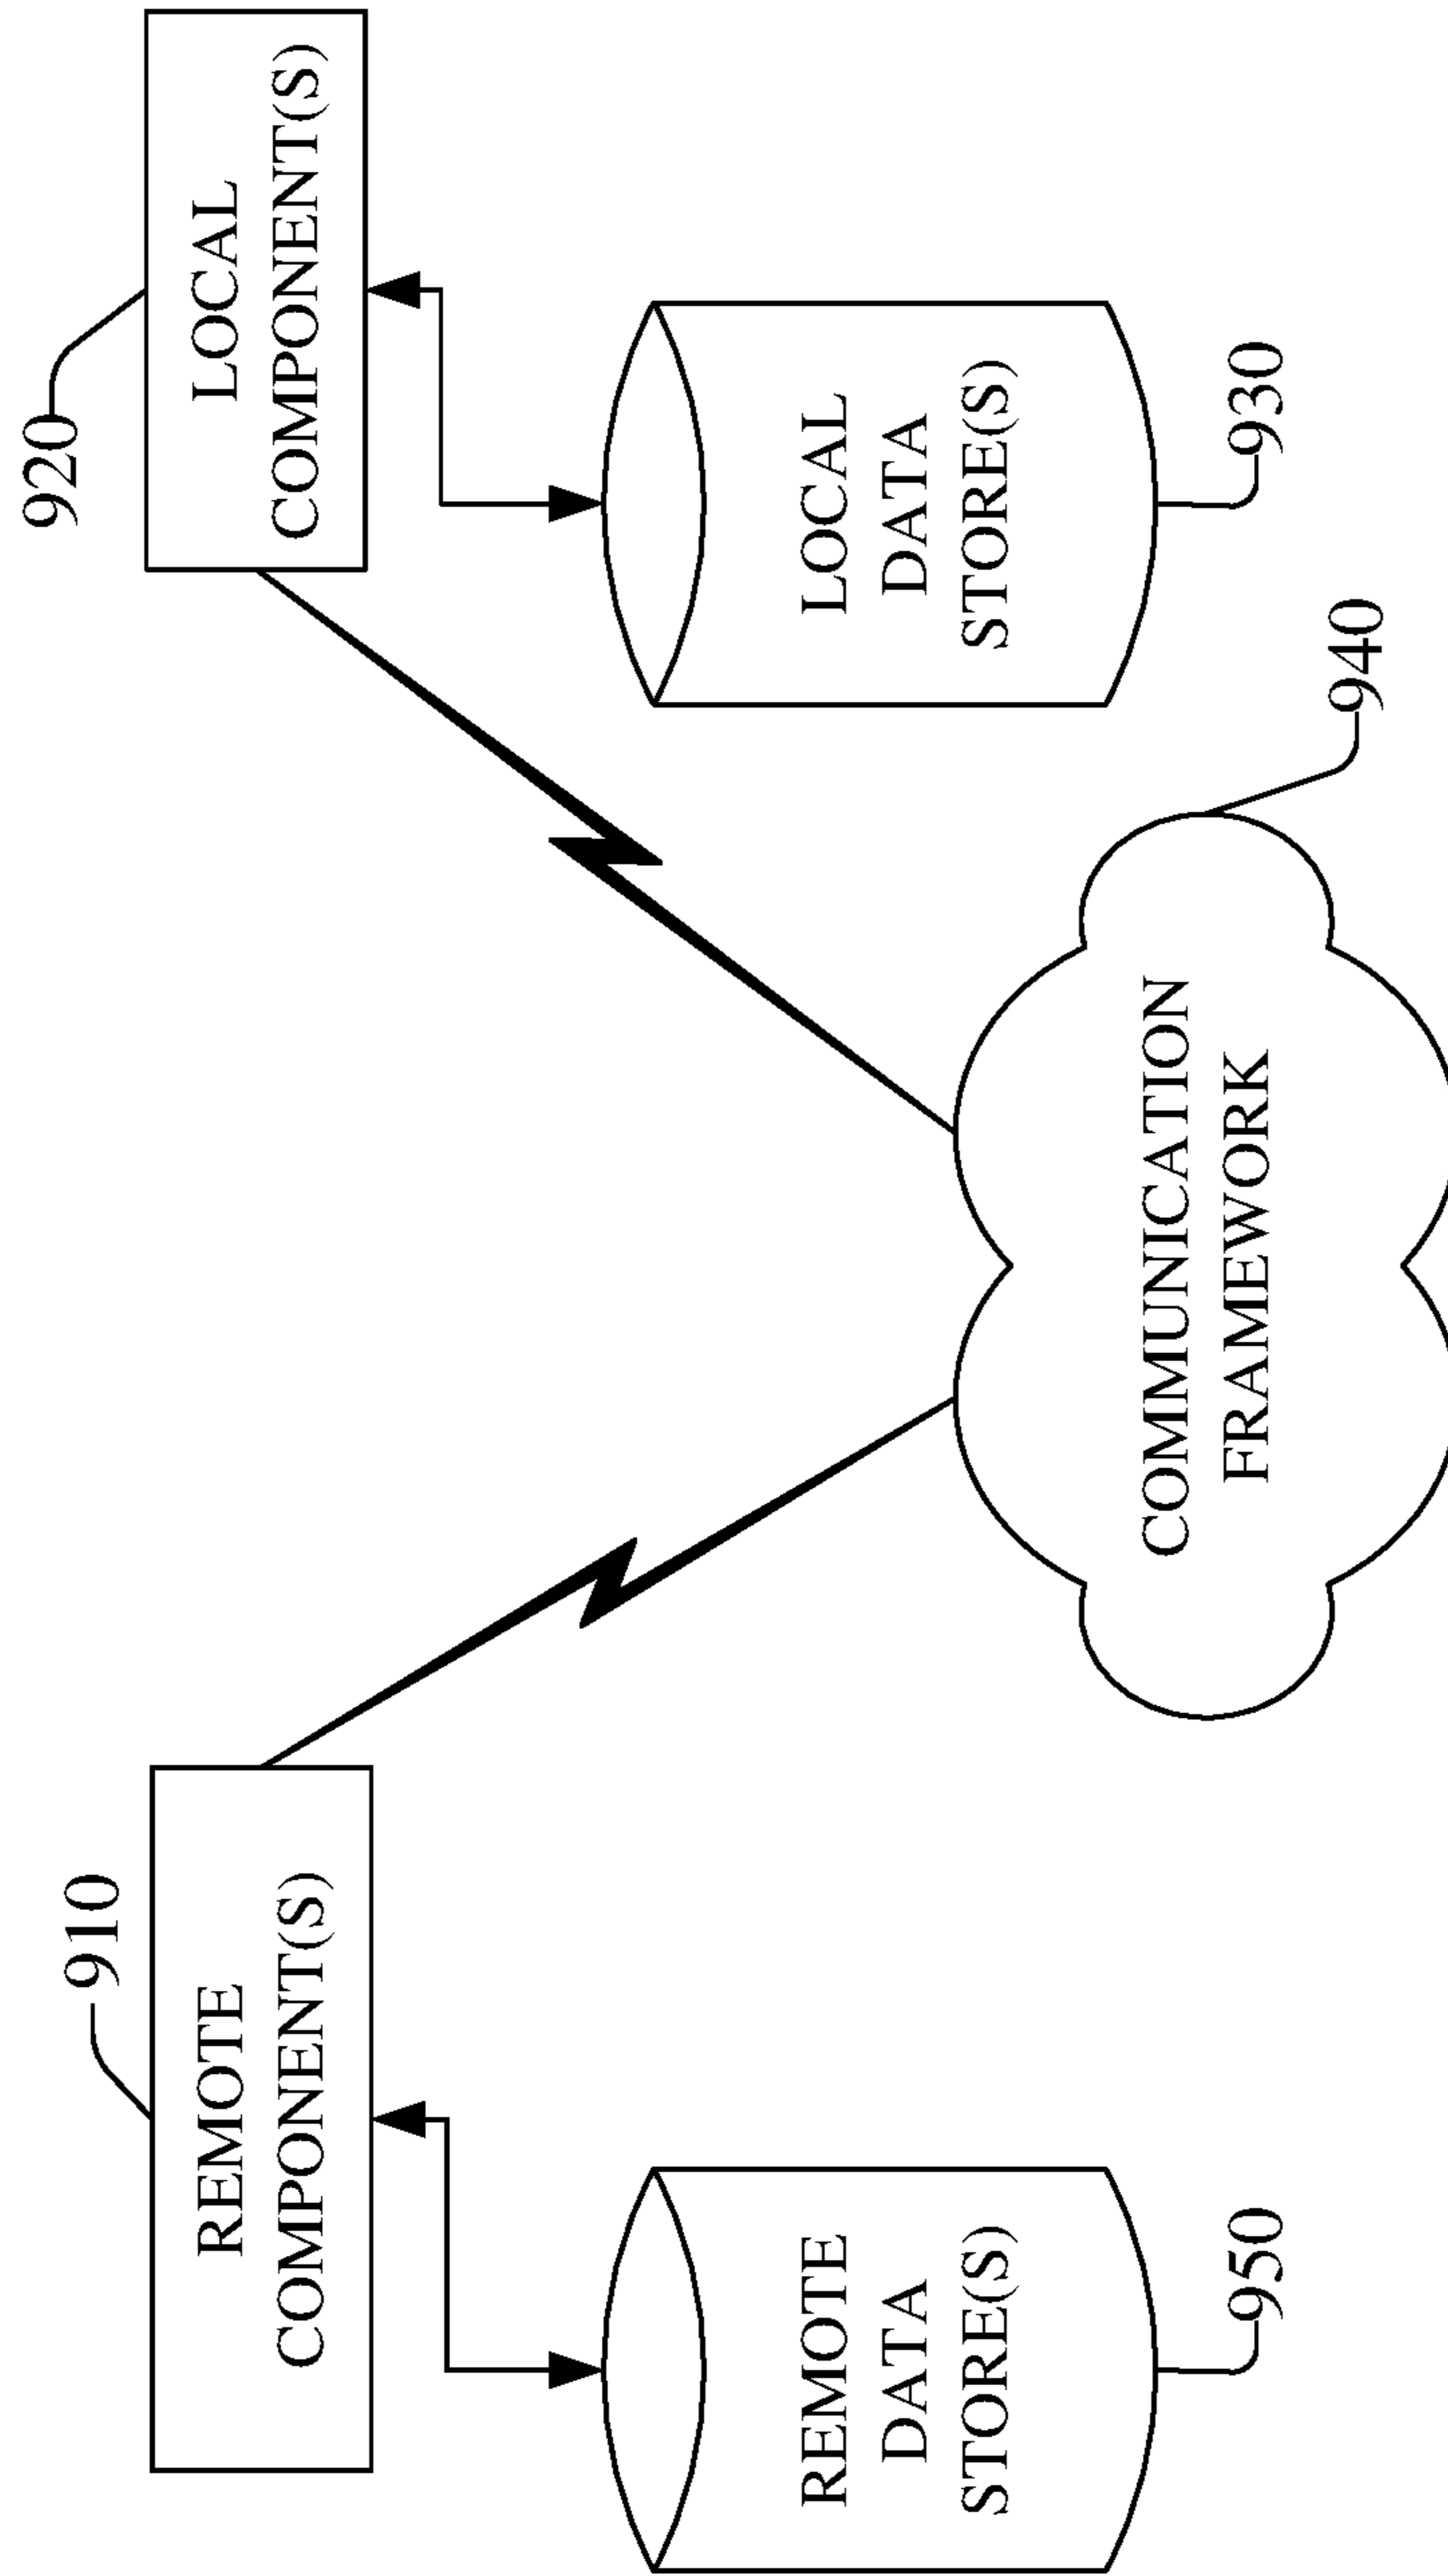 910
920
REMOTE
COMPONENT(S)
LOCAL
COMPONENT(S)
REMOTE
DATA
STORE(S)
LOCAL
DATA
STORE(S)
COMMUNICATION
FRAMEWORK
950
940
930